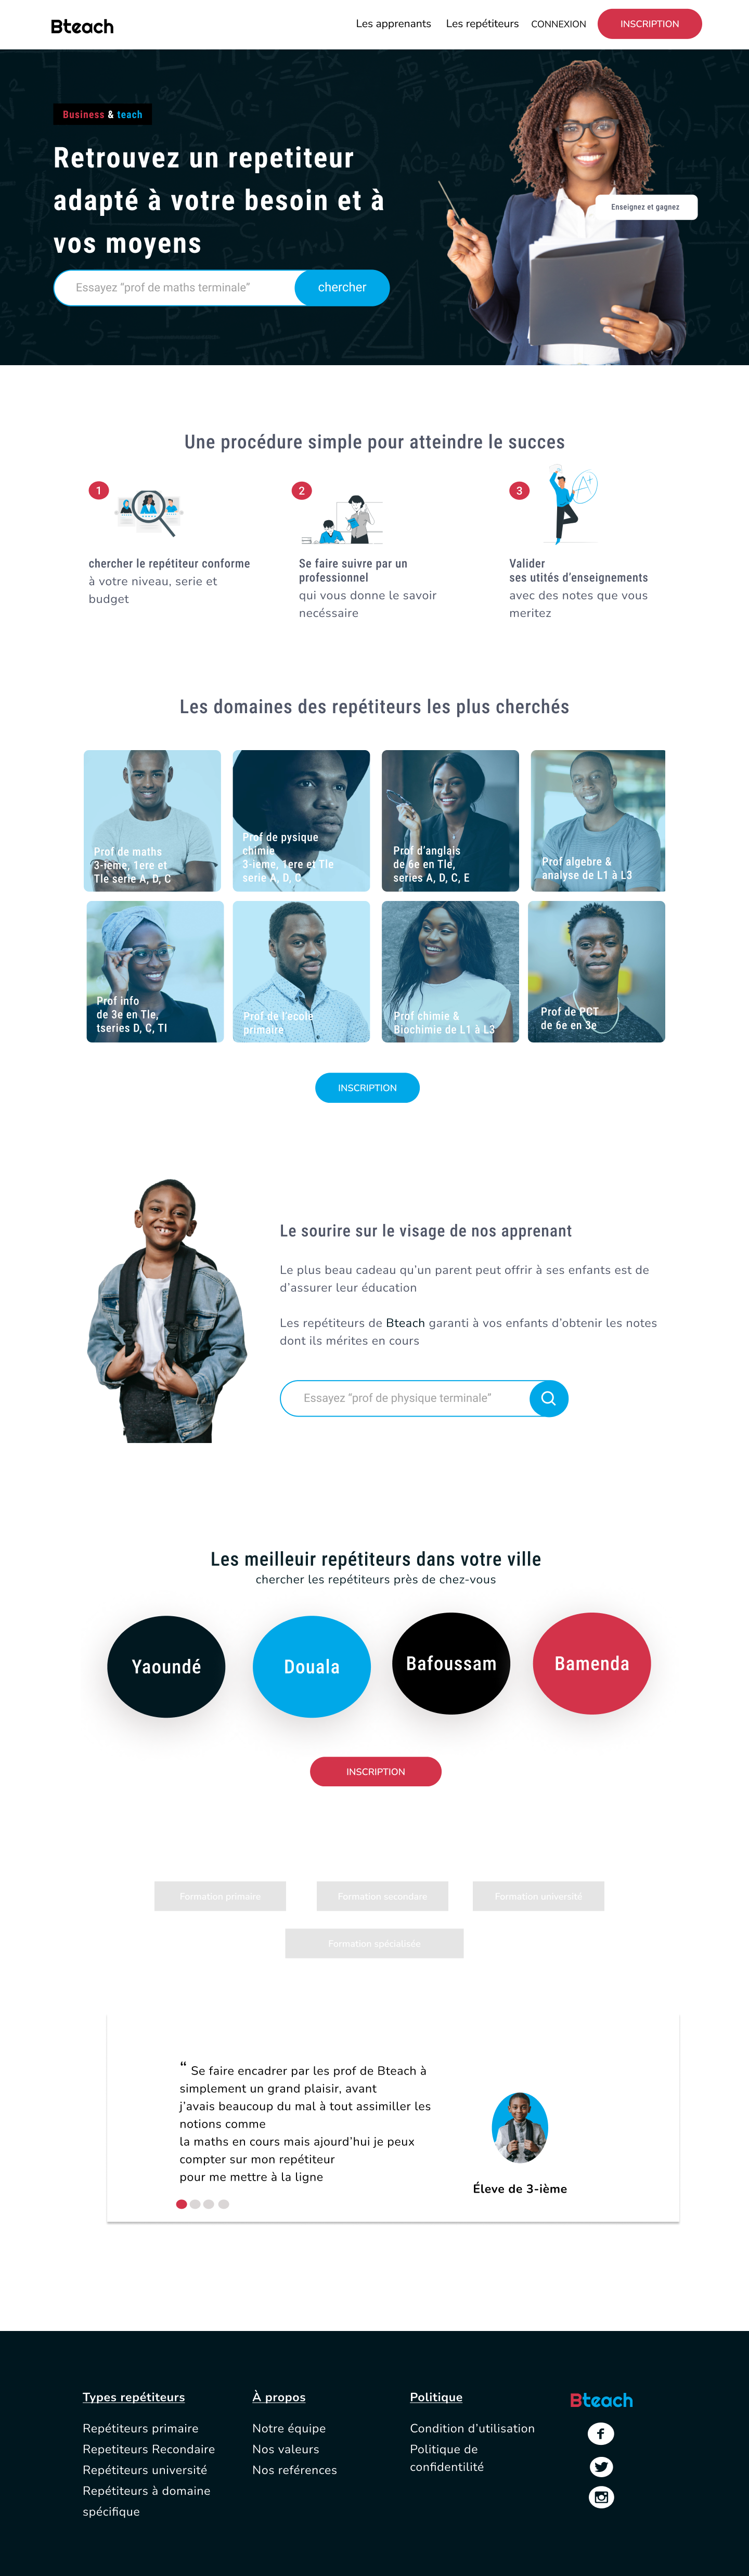 Bteach
Les apprenants
Les repétiteurs
CONNEXION
INSCRIPTION
Business & teach
Retrouvez un repetiteur
adapté à votre besoin et à
vos moyens
Essayez “prof de maths terminale”
chercher
Enseignez et gagnez
Une procédure simple pour atteindre le succes
1
chercher le repétiteur conforme
à votre niveau, serie et
budget
2
Se faire suivre par un
professionnel
qui vous donne le savoir
necéssaire
3
A+
Valider
ses utités d’enseignements
avec des notes que vous
meritez
Les domaines des repétiteurs les plus cherchés
Prof de maths
3-ieme, 1ere et
Tle serie A, D, C
Prof de pysique
chimie
3-ieme, 1ere et Tle
serie A, D, C
Prof d’anglais
de 6e en Tle,
series A, D, C, E
Prof algebre &
analyse de L1 à L3
Prof info
de 3e en Tle,
tseries D, C, TI
Prof de l’ecole
primaire
Prof chimie &
Biochimie de L1 à L3
Prof de PCT
de 6e en 3e
INSCRIPTION
Le sourire sur le visage de nos apprenant
Le plus beau cadeau qu’un parent peut offrir à ses enfants est de
d’assurer leur éducation
Les repétiteurs de Bteach garanti à vos enfants d’obtenir les notes
dont ils mérites en cours
Essayez “prof de physique terminale”
Les meilleuir repétiteurs dans votre ville
chercher les repétiteurs près de chez-vous
Yaoundé
Douala
Bafoussam
Bamenda
INSCRIPTION
Formation primaire
Formation secondare
Formation université
Formation spécialisée
“ Se faire encadrer par les prof de Bteach à
simplement un grand plaisir, avant
j’avais beaucoup du mal à tout assimiller les
notions comme
la maths en cours mais ajourd’hui je peux
compter sur mon repétiteur
pour me mettre à la ligne
Éleve de 3-ième
Types repétiteurs
Repétiteurs primaire
Repetiteurs Recondaire
Repétiteurs université
Repétiteurs à domaine
spécifique
À propos
Notre équipe
Nos valeurs
Nos reférences
Politique
Condition d’utilisation
Politique de
confidentilité
Bteach